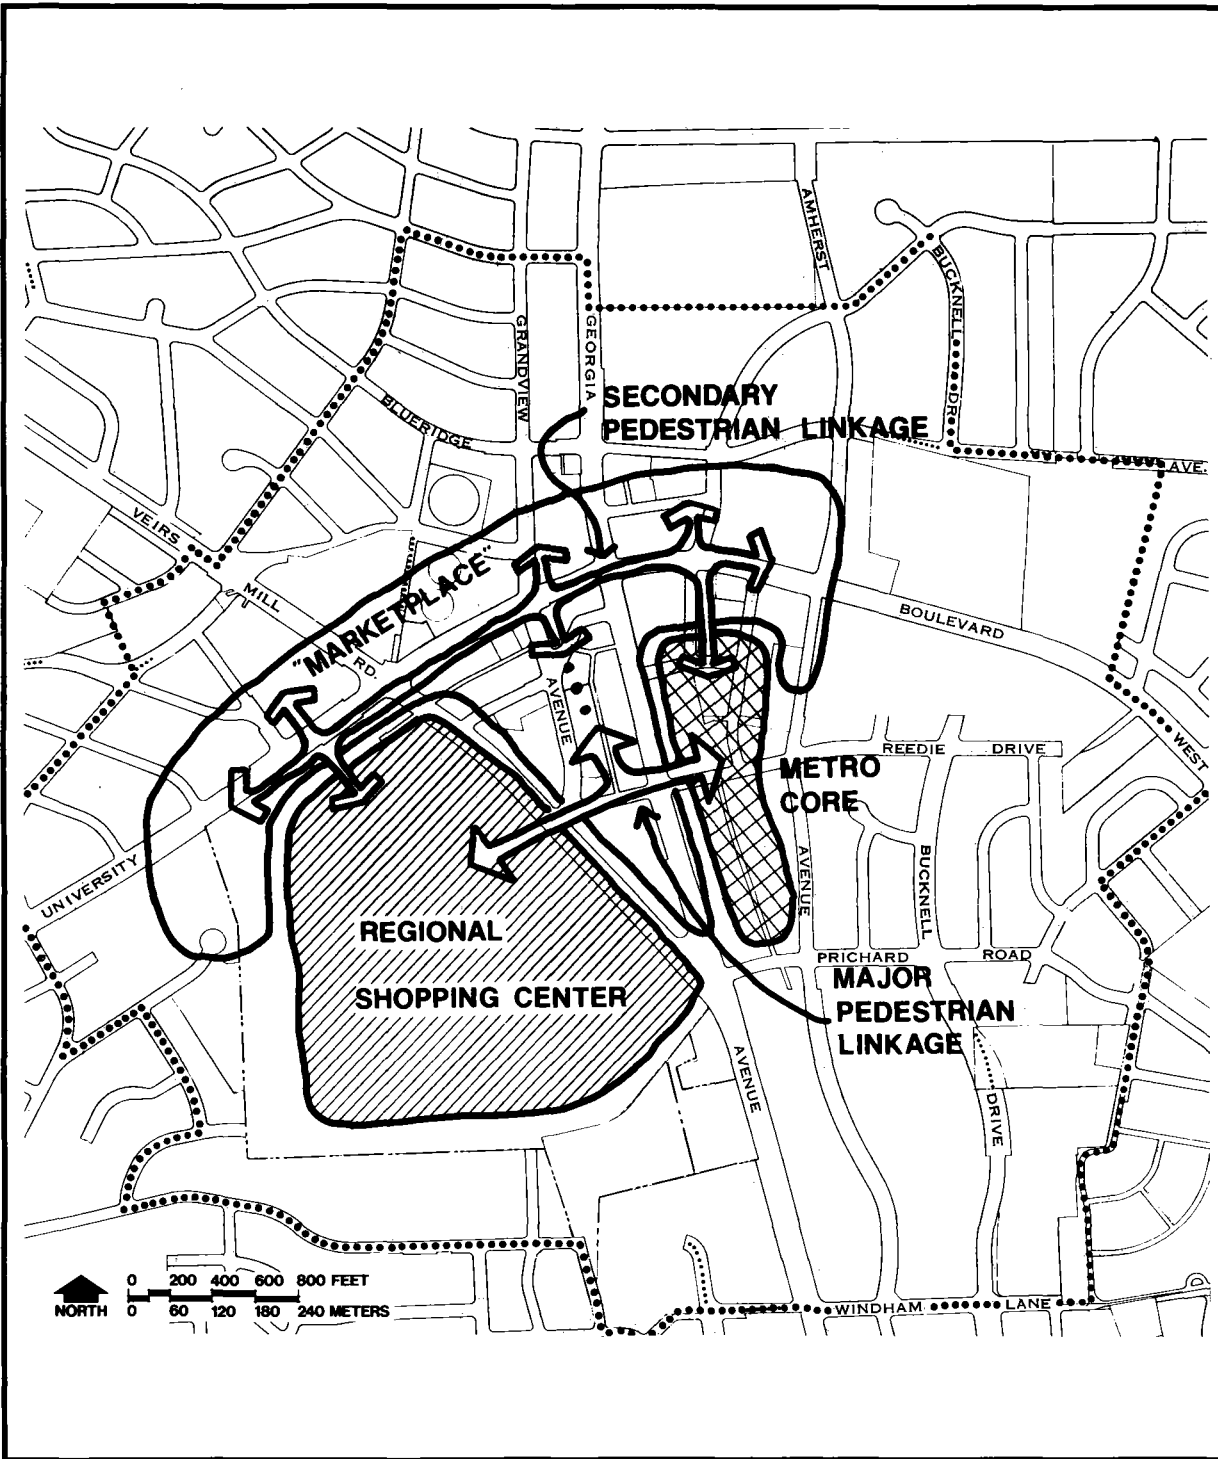 AMHERST
BUCKNELL DR.
GRANDVIEW
GEORGIA
SECONDARY
PEDESTRIAN LINKAGE
BLUERIDGE
AVE.
VEIRS
MILL
RD.
"MARKETPLACE"
BOULEVARD
WEST
AVENUE
REEDIE DRIVE
METRO
CORE
UNIVERSITY
AVENUE
BUCKNELL
REGIONAL
SHOPPING CENTER
PRICHARD ROAD
MAJOR
PEDESTRIAN
LINKAGE
AVENUE
DRIVE
0 200 400 600 800 FEET
NORTH
0 60 120 180 240 METERS
WINDHAM LANE